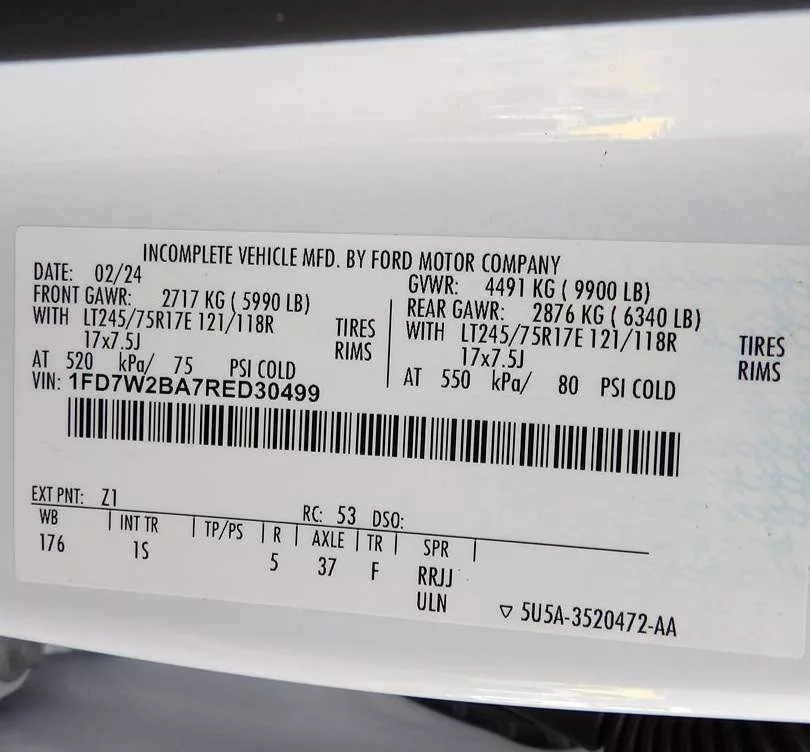 INCOMPLETE VEHICLE MFD. BY FORD MOTOR COMPANY
DATE: 02/24 GVWR: 4491 KG ( 9900 LB)
FRONT GAWR: 2717 KG ( 5990 LB) REAR GAWR: 2876 KG ( 6340 LB)
WITH LT245/75R17E 121/118R TIRES WITH LT245/75R17E 121/118R TIRES
17x7.5J RIMS 17x7.5J RIMS
AT 520 kPa/ 75 PSI COLD AT 550 kPa/ 80 PSI COLD
VIN: 1FD7W2BA7RED30499
EXT PNT: Z1 RC: 53 DSO:
WB | INT TR | TP/PS | R | AXLE | TR | SPR |
176 1S 5 37 F RRJJ
ULN ▽ 5U5A-3520472-AA